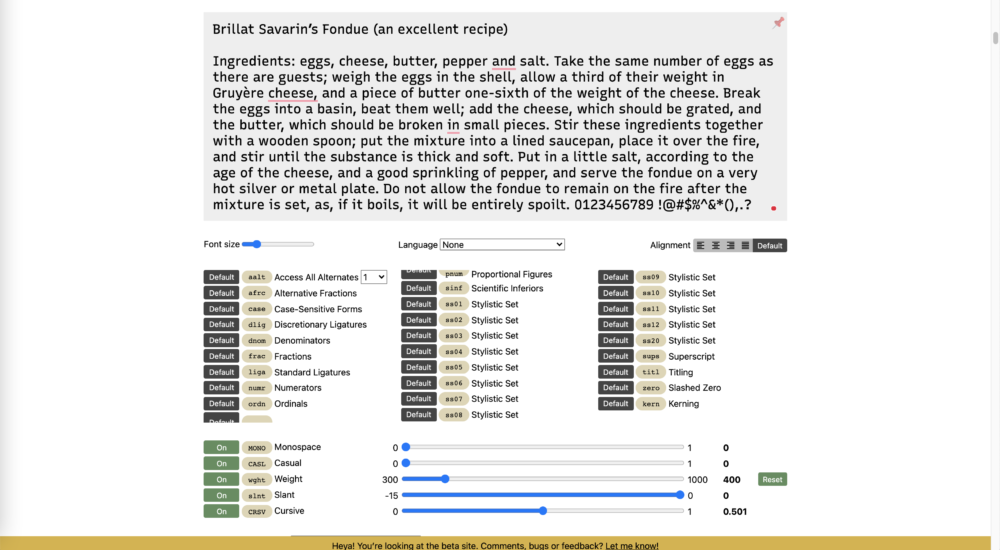 Brillat Savarin's Fondue (an excellent recipe)
Ingredients: eggs, cheese, butter, pepper and salt. Take the same number of eggs as
there are guests; weigh the eggs in the shell, allow a third of their weight in
Gruyère cheese, and a piece of butter one-sixth of the weight of the cheese. Break
the eggs into a basin, beat them well; add the cheese, which should be grated, and
the butter, which should be broken in small pieces. Stir these ingredients together
with a wooden spoon; put the mixture into a lined saucepan, place it over the fire,
and stir until the substance is thick and soft. Put in a little salt, according to the
age of the cheese, and a good sprinkling of pepper, and serve the fondue on a very
hot silver or metal plate. Do not allow the fondue to remain on the fire after the
mixture is set, as, if it boils, it will be entirely spoilt. 0123456789 !@#$%^&*(),.?
Font size
Language None
Alignment Default
Default aalt Access All Alternates 1
Default afrc Alternative Fractions
Default case Case-Sensitive Forms
Default dlig Discretionary Ligatures
Default dnom Denominators
Default frac Fractions
Default liga Standard Ligatures
Default numr Numerators
Default ordn Ordinals
Default
Default pnum Proportional Figures
Default sinf Scientific Inferiors
Default ss01 Stylistic Set
Default ss02 Stylistic Set
Default ss03 Stylistic Set
Default ss04 Stylistic Set
Default ss05 Stylistic Set
Default ss06 Stylistic Set
Default ss07 Stylistic Set
Default ss08 Stylistic Set
Default ss09 Stylistic Set
Default ss10 Stylistic Set
Default ss11 Stylistic Set
Default ss12 Stylistic Set
Default ss20 Stylistic Set
Default sups Superscript
Default titl Titling
Default zero Slashed Zero
Default kern Kerning
On MONO Monospace 0 1 0
On CASL Casual 0 1 0
On wght Weight 300 1000 400 Reset
On slnt Slant -15 0 0
On CRSV Cursive 0 1 0.501
Heya! You're looking at the beta site. Comments, bugs or feedback? Let me know!